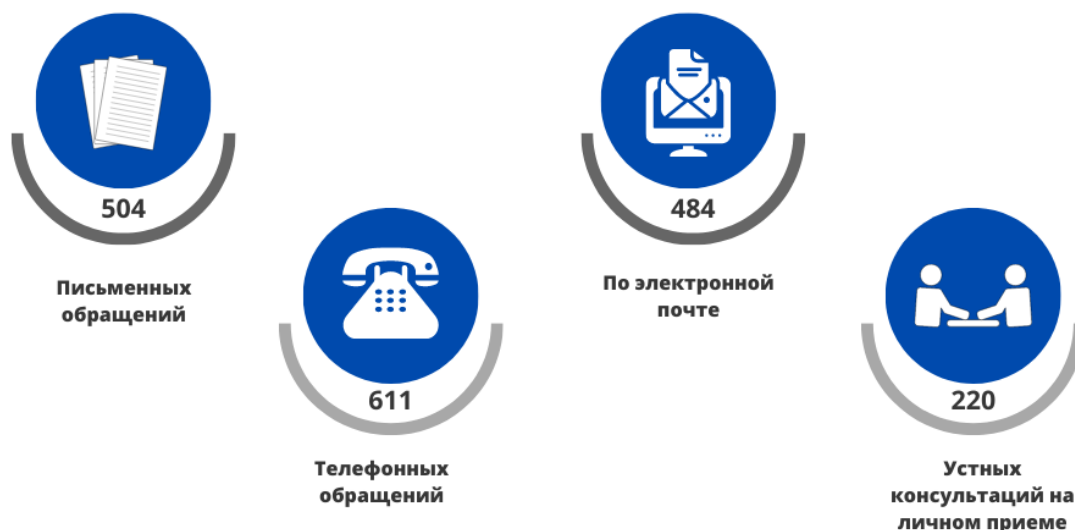 504
Письменных
обращений
611
Телефонных
обращений
484
По электронной
почте
220
Устных
консультаций на
личном приеме